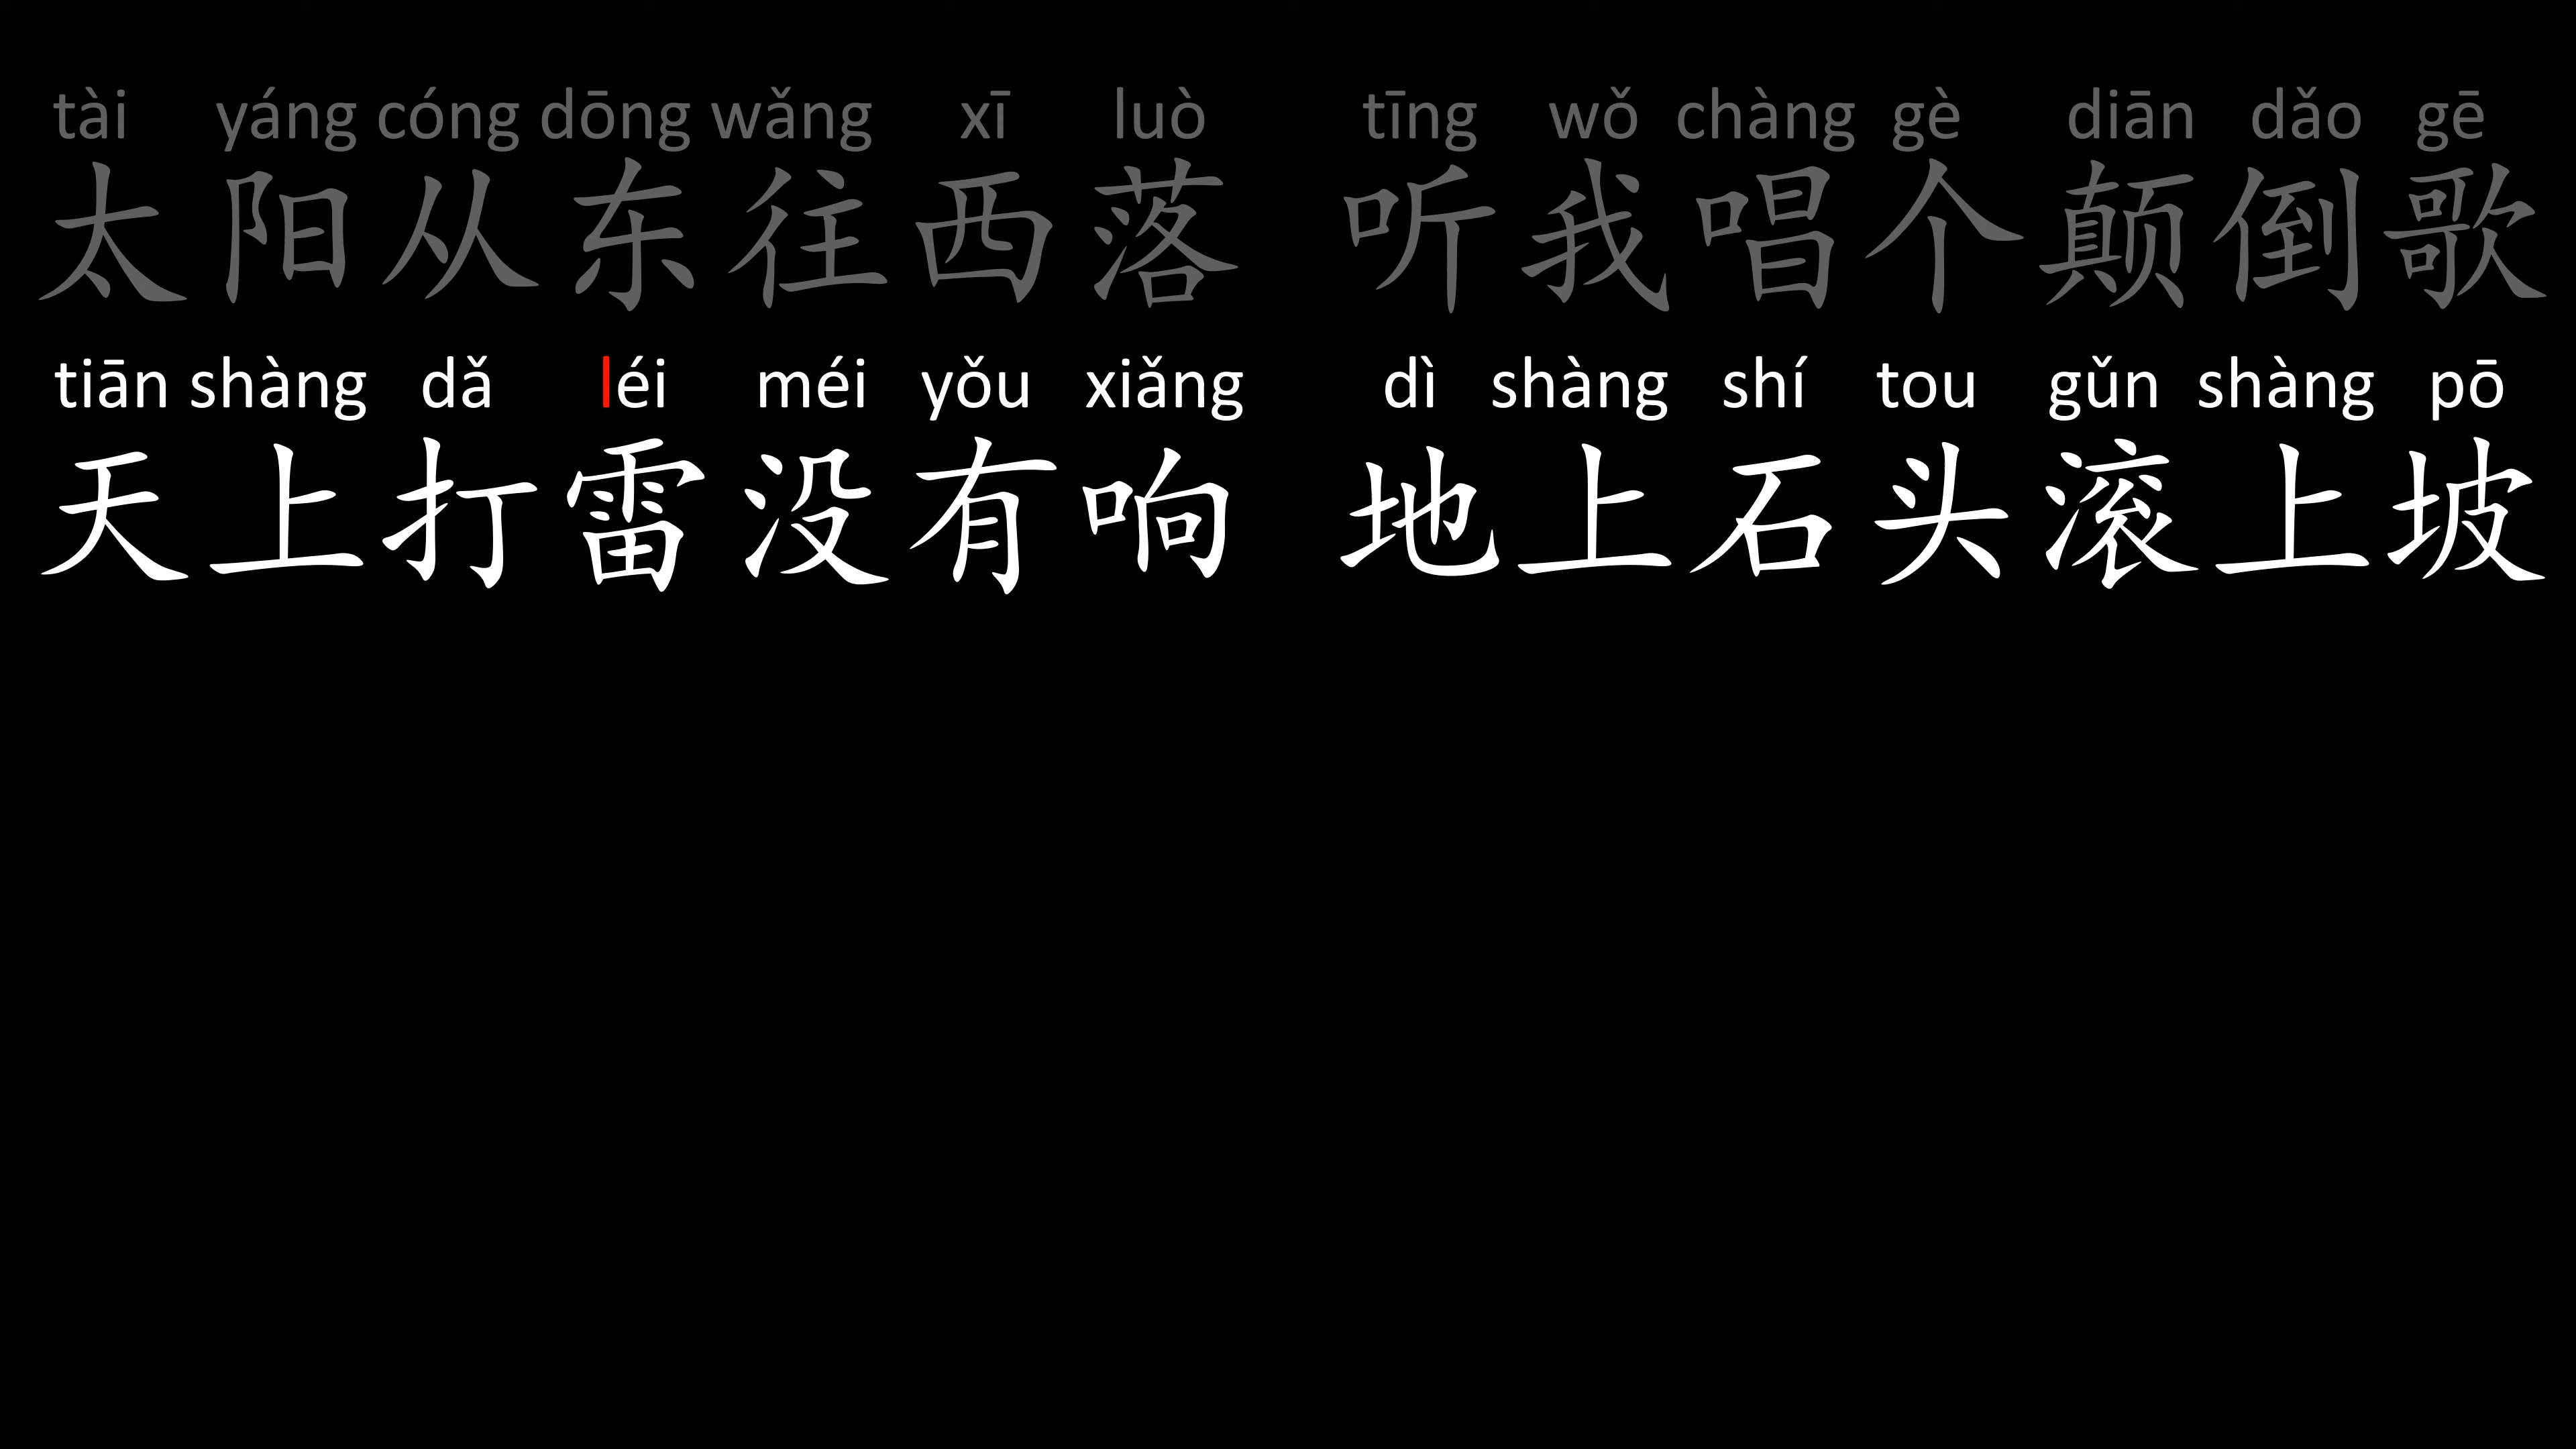 tài yáng cóng dōng wǎng xī luò tīng wǒ chàng gè diān dǎo gē
太阳从东往西落 听我唱个颠倒歌
tiān shàng dǎ léi méi yǒu xiǎng dì shàng shí tou gǔn shàng pō
天上打雷没有响 地上石头滚上坡